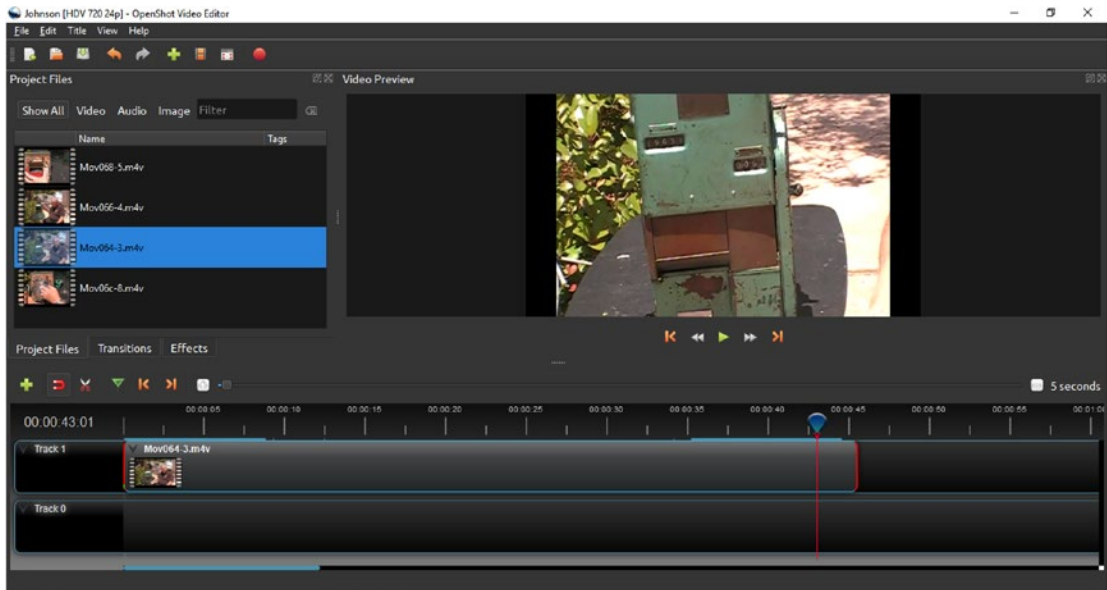 Johnson [HDV 720 24p] - OpenShot Video Editor
File Edit Title View Help
Project Files
Video Preview
Show All Video Audio Image Filter
Name Tags
Mov068-5.m4v
Mov066-4.m4v
Mov064-3.m4v
Mov06c-8.m4v
Project Files Transitions Effects
5 seconds
00:00:43:01
00:00:05 00:00:10 00:00:15 00:00:20 00:00:25 00:00:30 00:00:35 00:00:40 00:00:45 00:00:50 00:00:55
Track 1
Mov064-3.m4v
Track 0